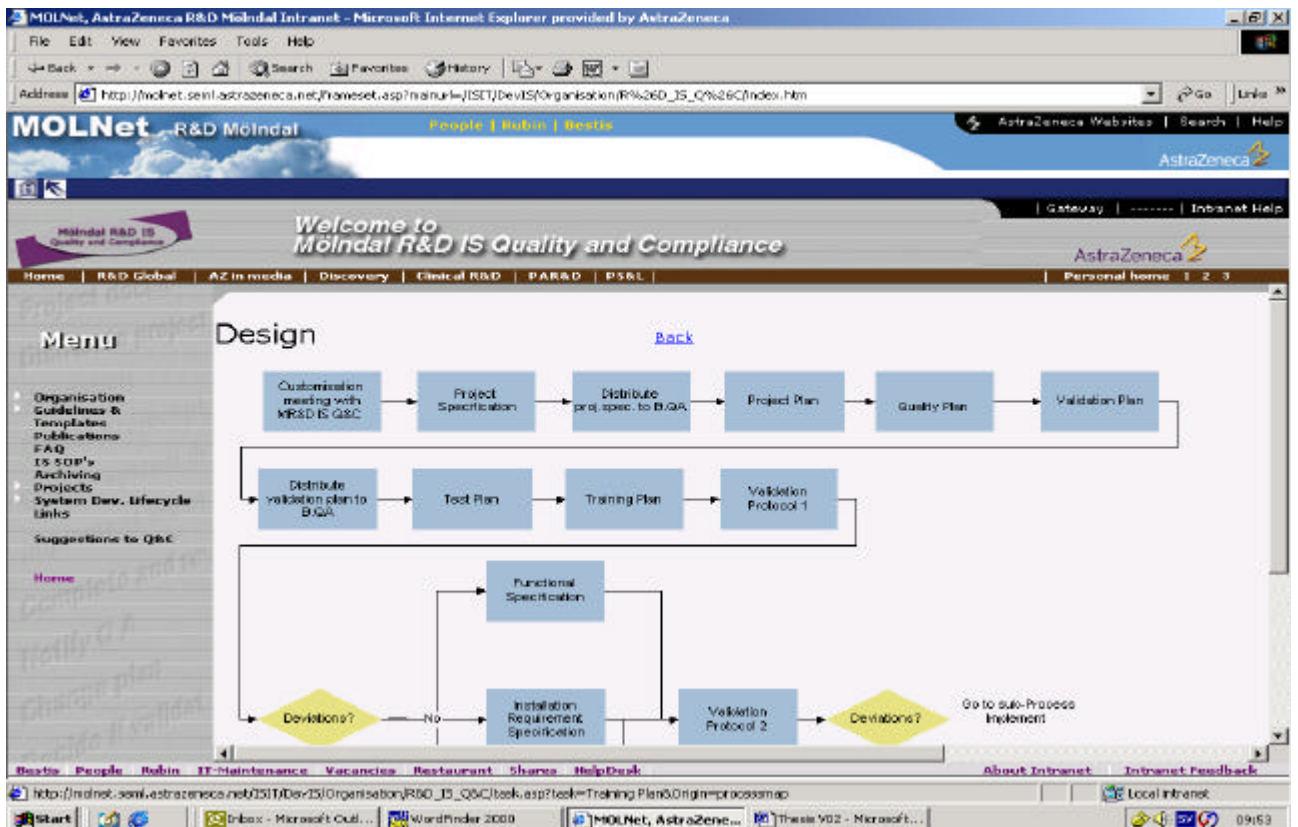 MOLNet, AstraZeneca R&D Mölndal Intranet - Microsoft Internet Explorer provided by AstraZeneca
File Edit View Favorites Tools Help
Back Search Favorites History
Address http://molnet.seml.astrazeneca.net/frameset.asp?mainurl=/ISIT/DevIS/Organisation/R%26D_IS_Q%26C/index.htm Go Links »
MOLNet R&D Mölndal People | Rubin | Bestis AstraZeneca Websites | Search | Help
AstraZeneca
| Gateway | ------- | Intranet Help
Mölndal R&D IS
Quality and Compliance
Welcome to
Mölndal R&D IS Quality and Compliance
AstraZeneca
Home | R&D Global | AZ in media | Discovery | Clinical R&D | PAR&D | PS&L | | Personal home 1 2 3
Menu
Organisation
Guidelines &
Templates
Publications
FAQ
IS SOP's
Archiving
Projects
System Dev. Lifecycle
Links
Suggestions to Q&C
Home
Complete and
Notify Q A
Change plan
Design Back
Customisation
meeting with
MR&D IS Q&C
Project
Specification
Distribute
proj.spec. to B.QA
Project Plan
Quality Plan
Validation Plan
Distribute
validation plan to
B.QA
Test Plan
Training Plan
Validation
Protocol 1
Functional
Specification
Deviations?
No
Installation
Requirement
Specification
Validation
Protocol 2
Deviations?
Go to sub-Process
Implement
Bestis People Rubin IT-Maintenance Vacancies Restaurant Shares HelpDesk About Intranet Intranet Feedback
http://molnet.seml.astrazeneca.net/ISIT/DevIS/Organisation/R&D_IS_Q&C/task.asp?task=Training Plan&Origin=processmap Local intranet
Start Inbox - Microsoft Outl... WordFinder 2000 MOLNet, AstraZene... Thesis V02 - Microsoft... SV 09:53